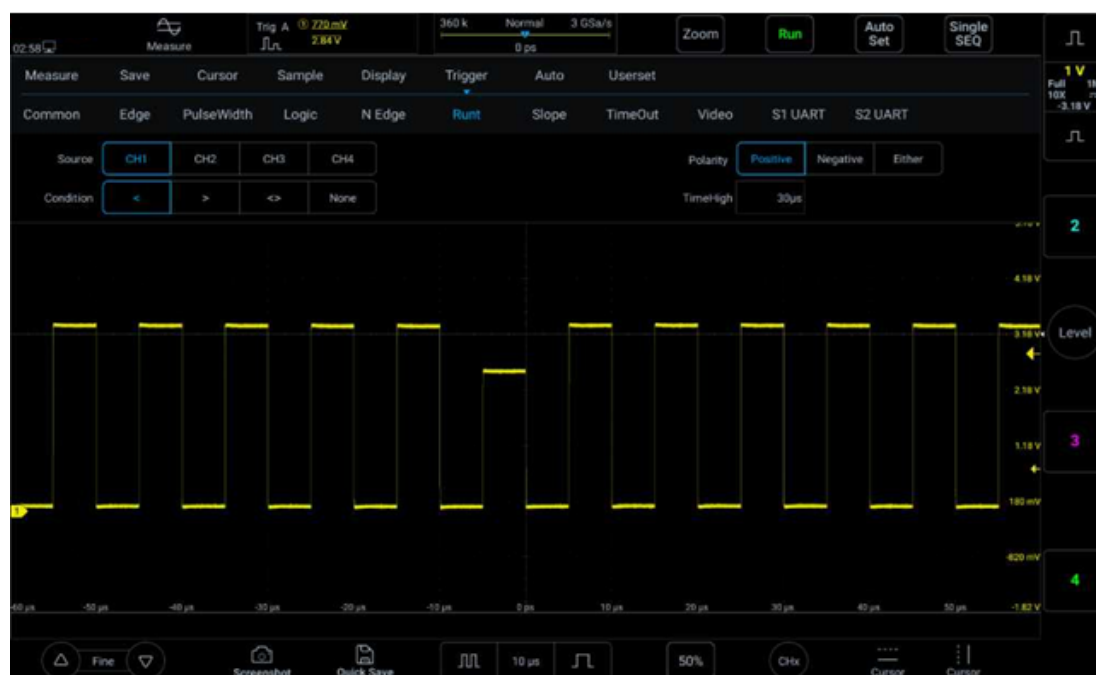 Trig A ① 770 mV 360 k Normal 3 GSa/s
02:58 Measure 2.84 V 0 ps Zoom Run Auto Set Single SEQ
Measure Save Cursor Sample Display Trigger Auto Userset
1 V
Full 1M
10X
-3.18 V
Common Edge PulseWidth Logic N Edge Runt Slope TimeOut Video S1 UART S2 UART
Source CH1 CH2 CH3 CH4 Polarity Positive Negative Either
Condition < > <> None TimeHigh 30μs
2
4.18 V
3.18 V Level
2.18 V
1.18 V 3
180 mV
1
-820 mV
4
-60 μs -50 μs -40 μs -30 μs -20 μs -10 μs 0 ps 10 μs 20 μs 30 μs 40 μs 50 μs -1.82 V
Fine Screenshot Quick Save 10 μs 50% CHx Cursor Cursor